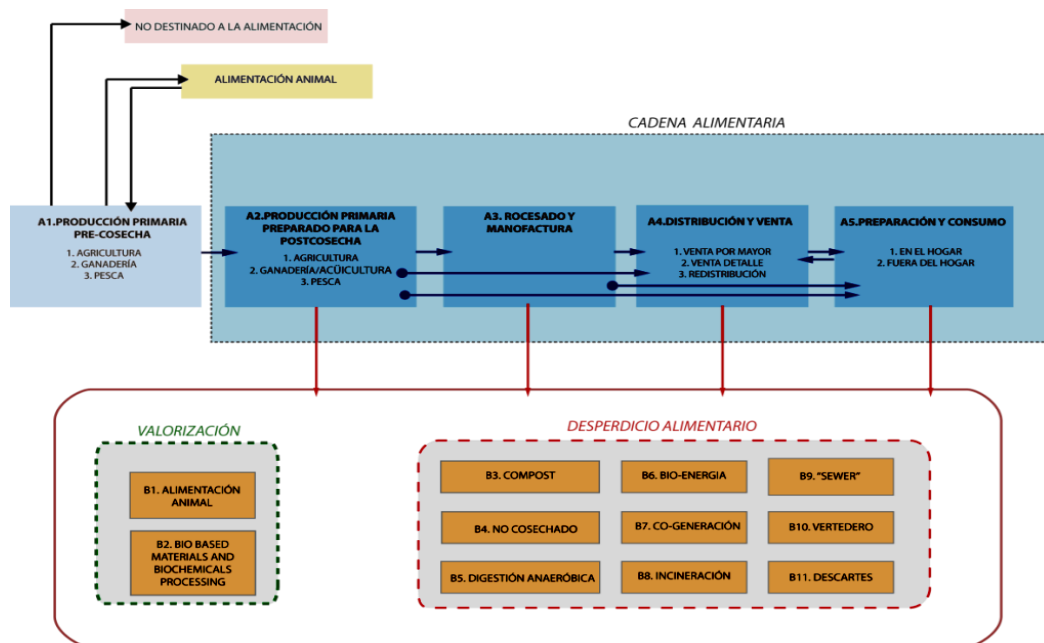 NO DESTINADO A LA ALIMENTACIÓN
ALIMENTACIÓN ANIMAL
CADENA ALIMENTARIA
A1.PRODUCCIÓN PRIMARIA
PRE-COSECHA
1. AGRICULTURA
2. GANADERÍA
3. PESCA
A2.PRODUCCIÓN PRIMARIA
PREPARADO PARA LA
POSTCOSECHA
1. AGRICULTURA
2. GANADERÍA/ACÜICULTURA
3. PESCA
A3. ROCESADO Y
MANOFACTURA
A4.DISTRIBUCIÓN Y VENTA
1. VENTA POR MAYOR
2. VENTA DETALLE
3. REDISTRIBUCIÓN
A5.PREPARACIÓN Y CONSUMO
1. EN EL HOGAR
2. FUERA DEL HOGAR
VALORIZACIÓN
B1. ALIMENTACIÓN
ANIMAL
B2. BIO BASED
MATERIALS AND
BIOCHEMICALS
PROCESSING
DESPERDICIO ALIMENTARIO
B3. COMPOST
B4. NO COSECHADO
B5. DIGESTIÓN ANAERÓBICA
B6. BIO-ENERGIA
B7. CO-GENERACIÓN
B8. INCINERACIÓN
B9. "SEWER"
B10. VERTEDERO
B11. DESCARTES